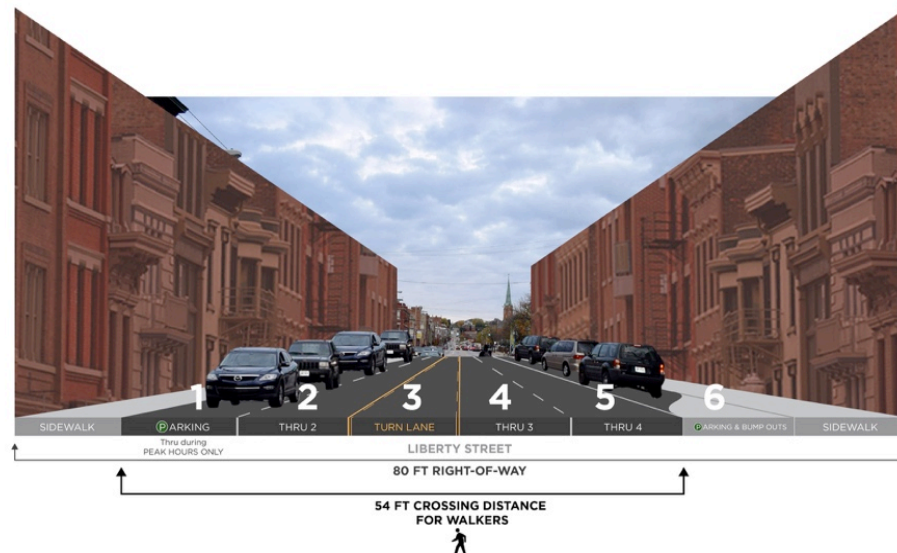 1 2 3 4 5 6
SIDEWALK PARKING THRU 2 TURN LANE THRU 3 THRU 4 PARKING & BUMP OUTS SIDEWALK
Thru during
PEAK HOURS ONLY
LIBERTY STREET
80 FT RIGHT-OF-WAY
54 FT CROSSING DISTANCE
FOR WALKERS